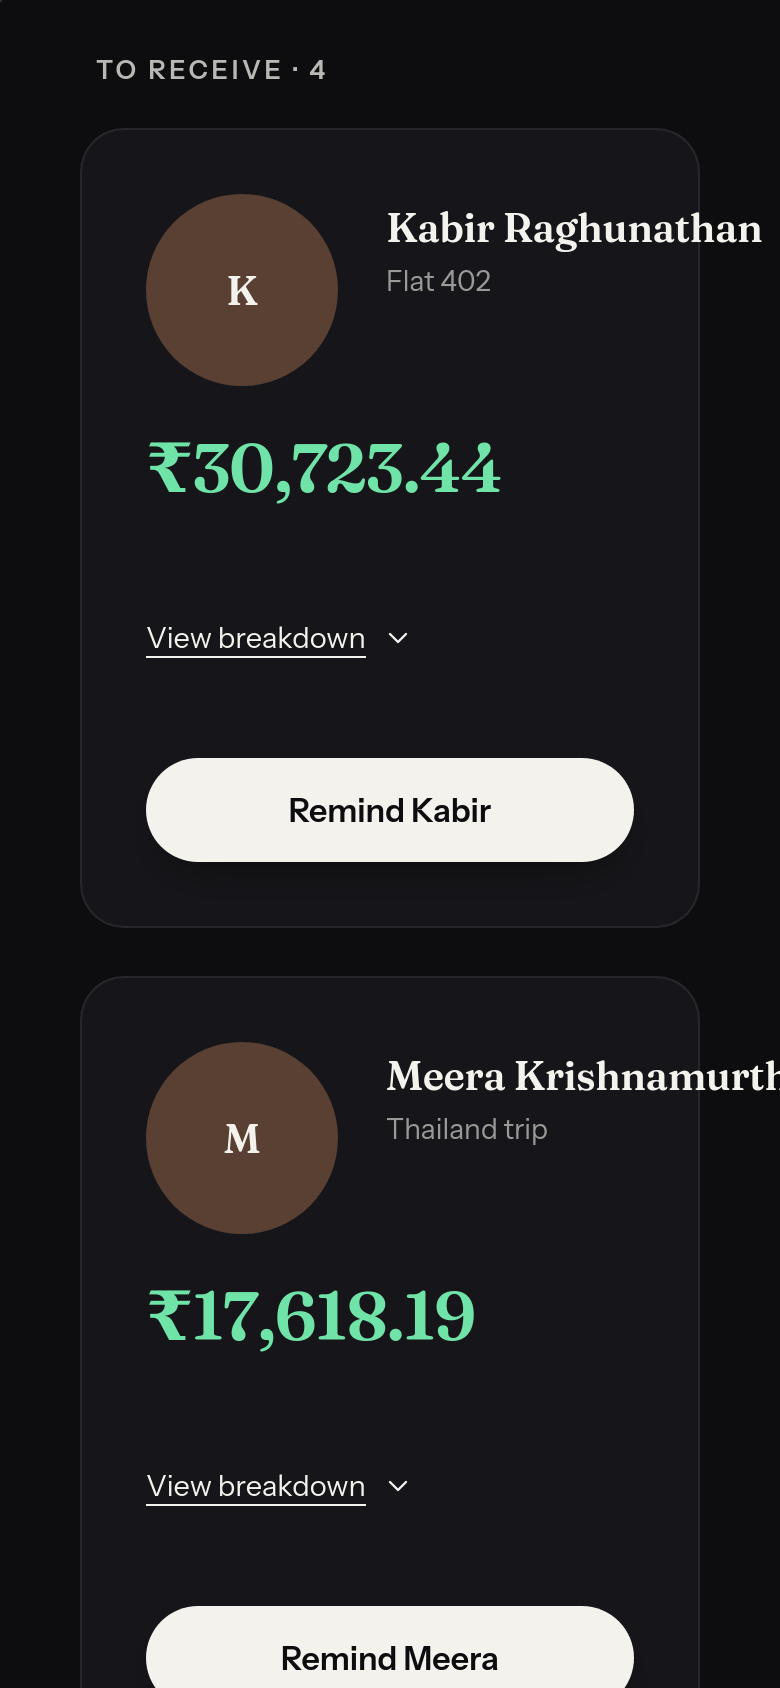 TO RECEIVE · 4
K
Kabir Raghunathan
Flat 402
₹30,723.44
View breakdown
Remind Kabir
M
Meera Krishnamurth
Thailand trip
₹17,618.19
View breakdown
Remind Meera